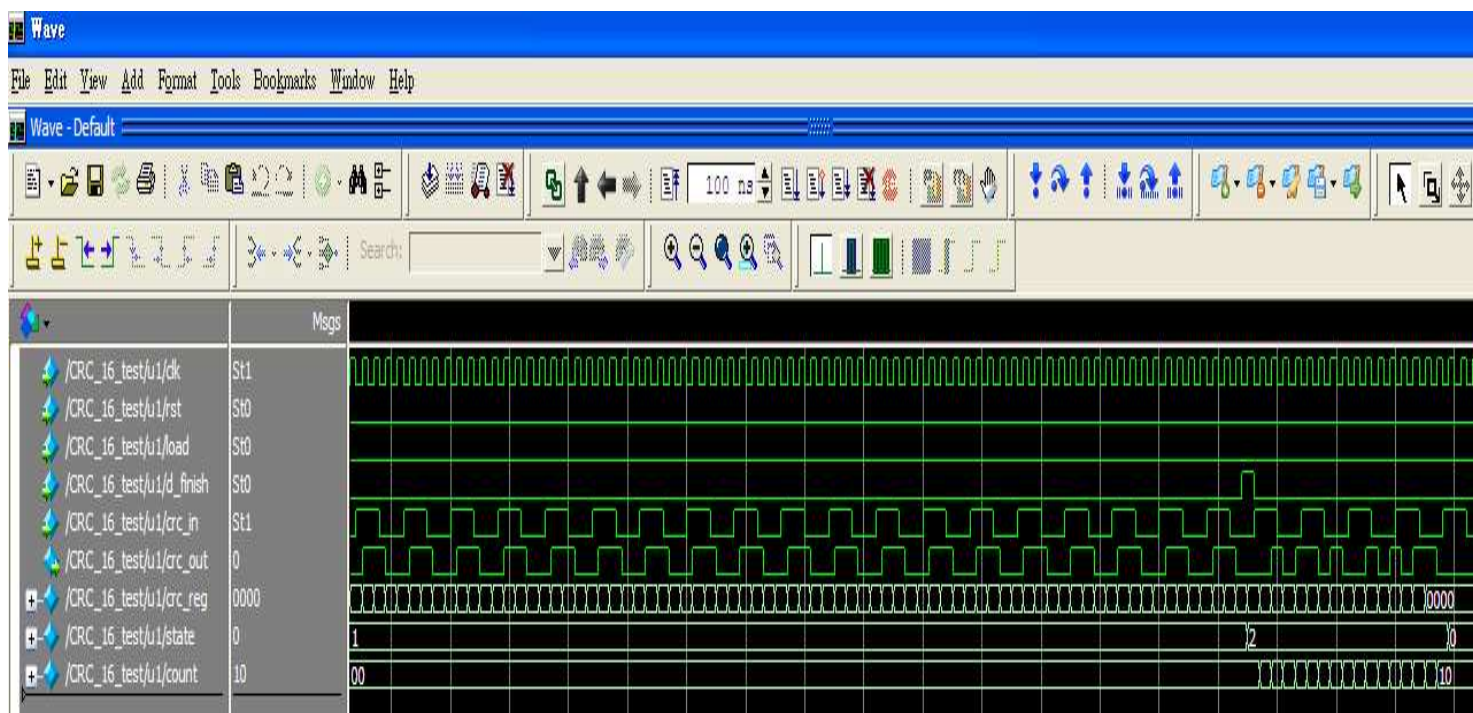 Wave
File Edit View Add Format Tools Bookmarks Window Help
Wave - Default
100 ns
Search:
Msgs
/CRC_16_test/u1/clk St1
/CRC_16_test/u1/rst St0
/CRC_16_test/u1/load St0
/CRC_16_test/u1/d_finish St0
/CRC_16_test/u1/crc_in St1
/CRC_16_test/u1/crc_out 0
/CRC_16_test/u1/crc_reg 0000 0000
/CRC_16_test/u1/state 0 1 2 0
/CRC_16_test/u1/count 10 00 10